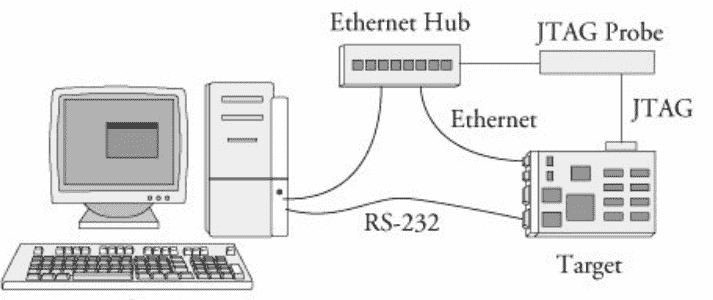 Ethernet Hub
JTAG Probe
Ethernet
JTAG
RS-232
Target